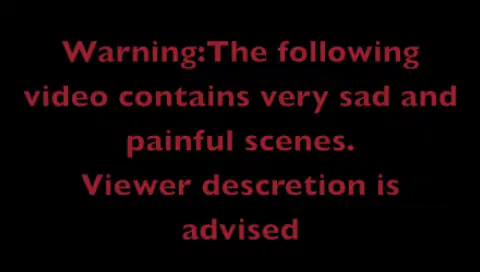 Warning:The following
video contains very sad and
painful scenes.
Viewer descretion is
advised